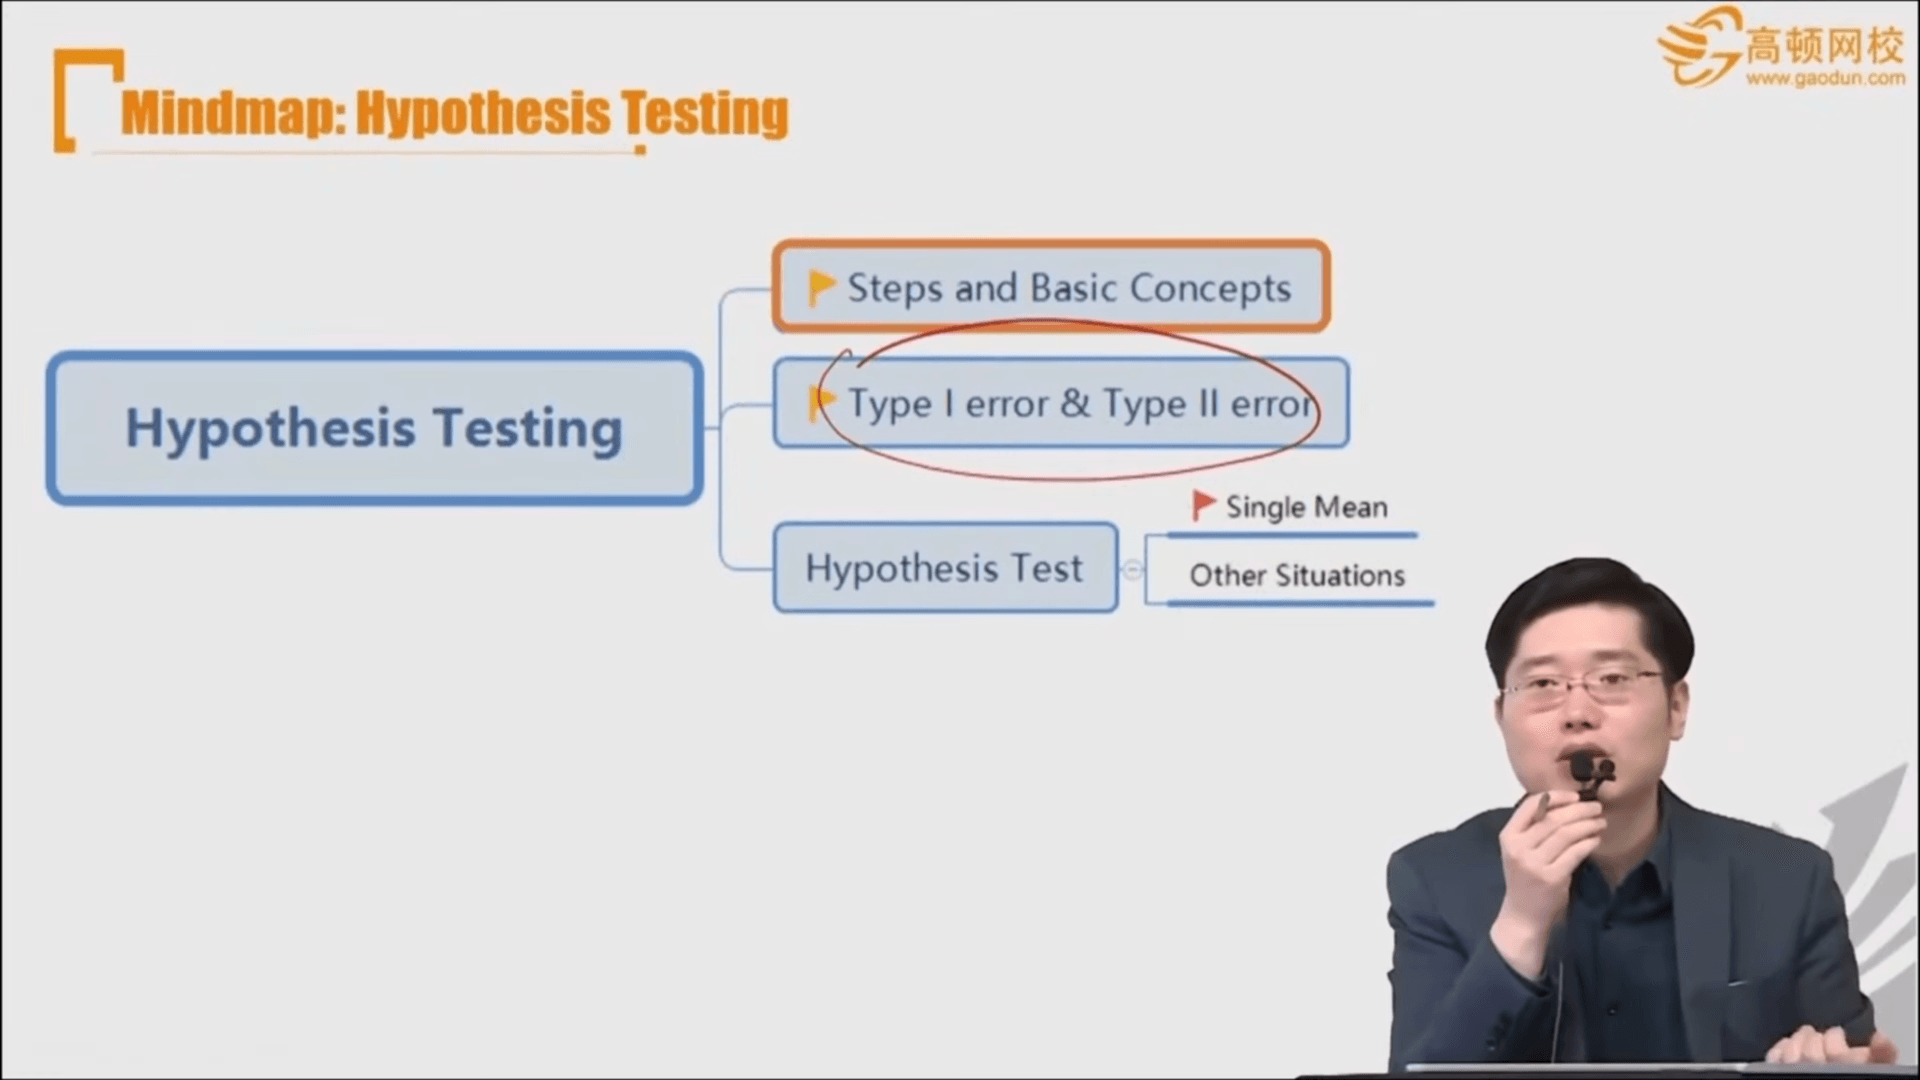 高顿网校
www.gaodun.com
Mindmap: Hypothesis Testing
Steps and Basic Concepts
Hypothesis Testing
Type I error & Type II error
Hypothesis Test
Single Mean
Other Situations